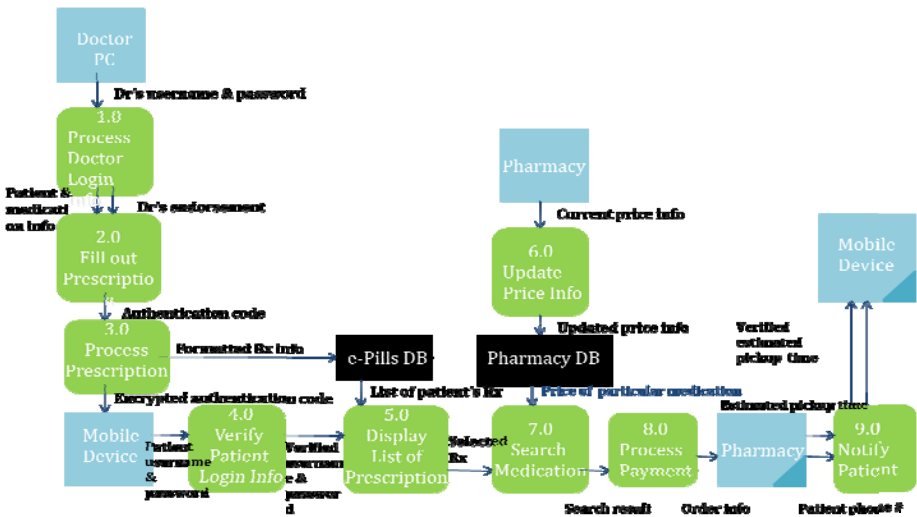 Doctor
PC
Dr's username & password
1.0
Process
Doctor
Login
Info
Patient &
medicati
on info
Dr's endorsement
2.0
Fill out
Prescriptio
n
Authentication code
3.0
Process
Prescription
Formatted Rx info
e-Pills DB
Encrypted authentication code
List of patient's Rx
Mobile
Device
Patient
username
&
password
4.0
Verify
Patient
Login Info
Verified
usernam
e &
passwor
d
5.0
Display
List of
Prescription
Selected
Rx
Pharmacy
Current price info
6.0
Update
Price Info
Updated price info
Pharmacy DB
Price of particular medication
7.0
Search
Medication
Search result
8.0
Process
Payment
Order info
Pharmacy
Estimated pickup time
Patient phone #
9.0
Notify
Patient
Verified
estimated
pickup time
Mobile
Device